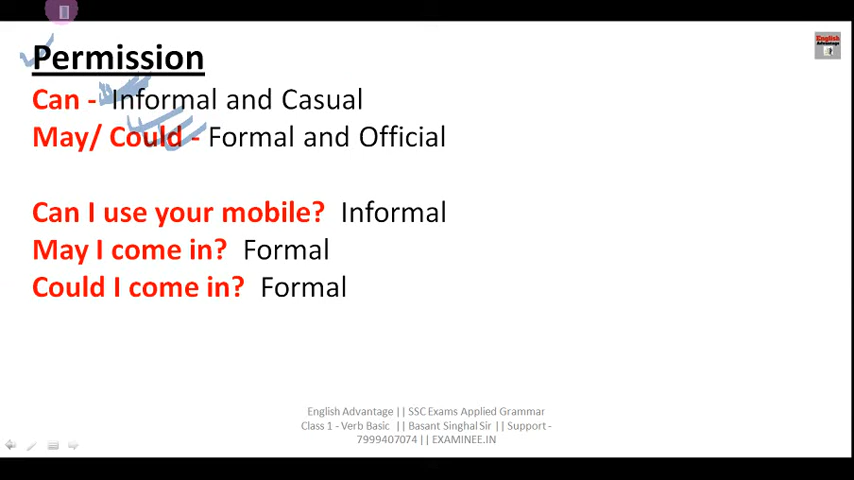 Permission
English
Advantage
Can - Informal and Casual
May/ Could - Formal and Official
Can I use your mobile? Informal
May I come in? Formal
Could I come in? Formal
English Advantage || SSC Exams Applied Grammar
Class 1 - Verb Basic || Basant Singhal Sir || Support -
7999407074 || EXAMINEE.IN